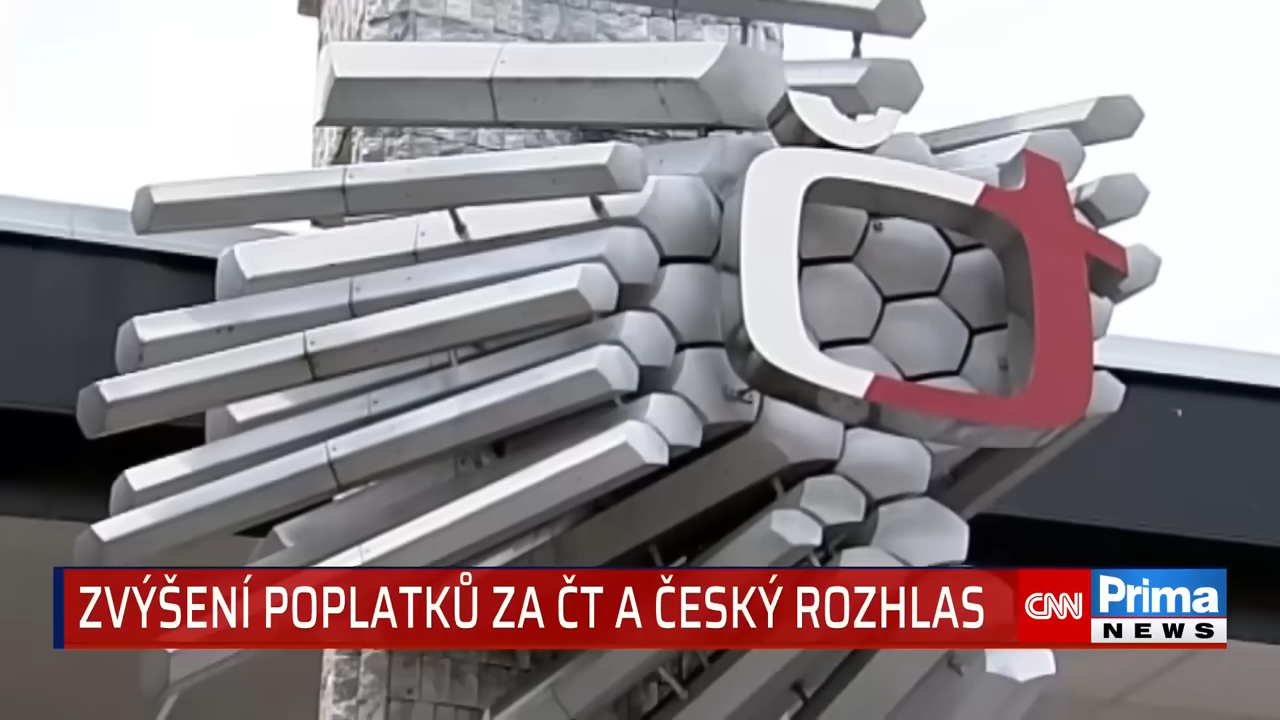 Č
ZVÝŠENÍ POPLATKŮ ZA ČT A ČESKÝ ROZHLAS
CNN Prima
NEWS